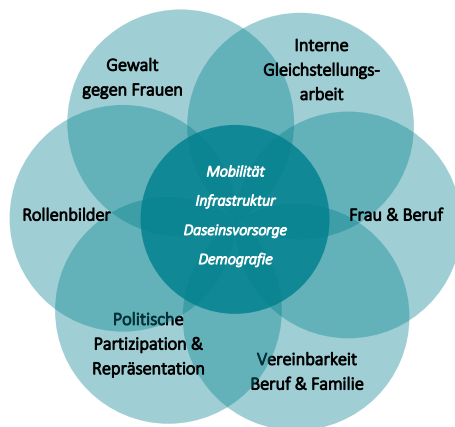 Gewalt
gegen Frauen
Interne
Gleichstellungs-
arbeit
Rollenbilder
Mobilität
Infrastruktur
Daseinsvorsorge
Demografie
Frau & Beruf
Politische
Partizipation &
Repräsentation
Vereinbarkeit
Beruf & Familie